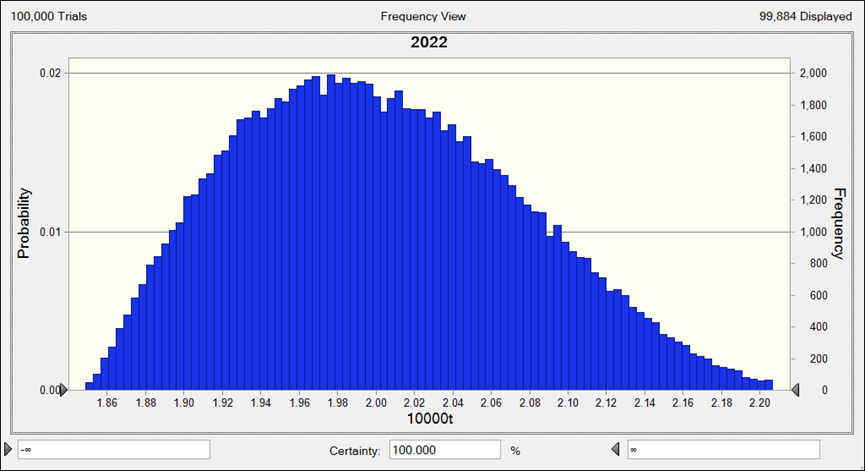 100,000 Trials Frequency View 99,884 Displayed
2022
0.02 2,000
1,800
1,600
1,400
1,200
0.01 1,000
800
600
400
200
0.00 0
Probability
Frequency
1.86 1.88 1.90 1.92 1.94 1.96 1.98 2.00 2.02 2.04 2.06 2.08 2.10 2.12 2.14 2.16 2.18 2.20
10000t
-∞ Certainty: 100.000 % ∞